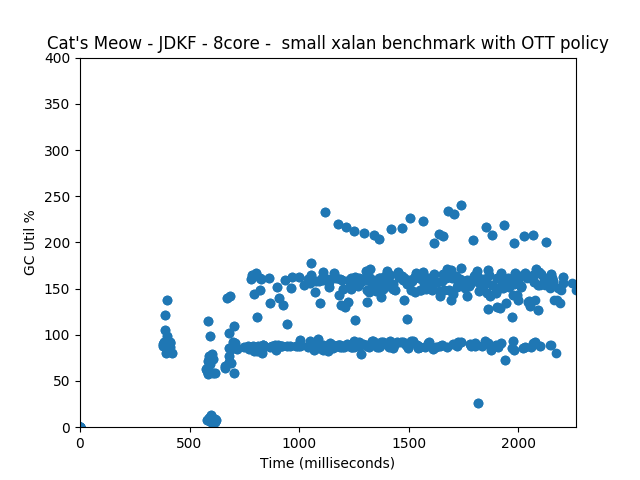 Cat's Meow - JDKF - 8core -  small xalan benchmark with OTT policy
400
350
300
250
200
150
100
50
0
GC Util %
0 500 1000 1500 2000
Time (milliseconds)